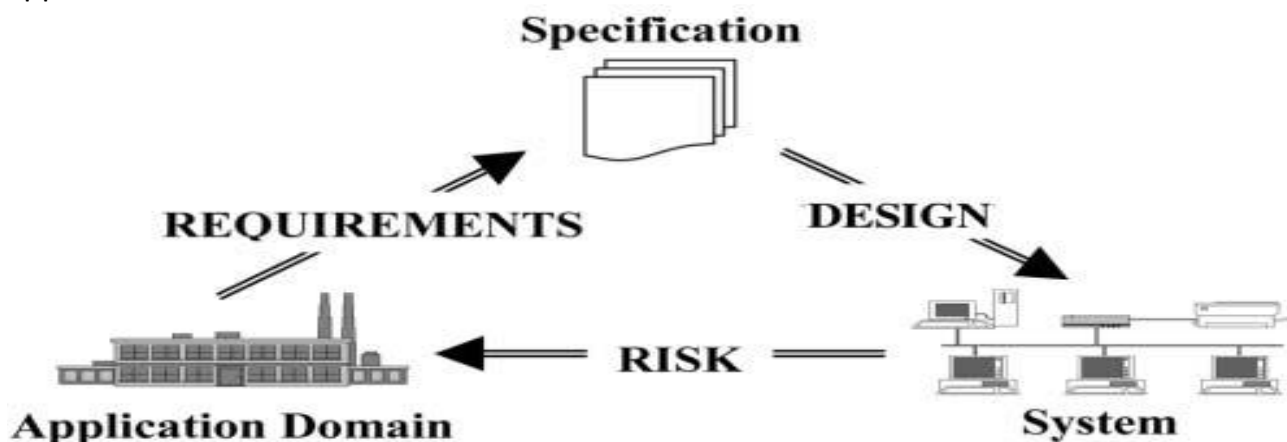 Specification
REQUIREMENTS
DESIGN
RISK
Application Domain
System